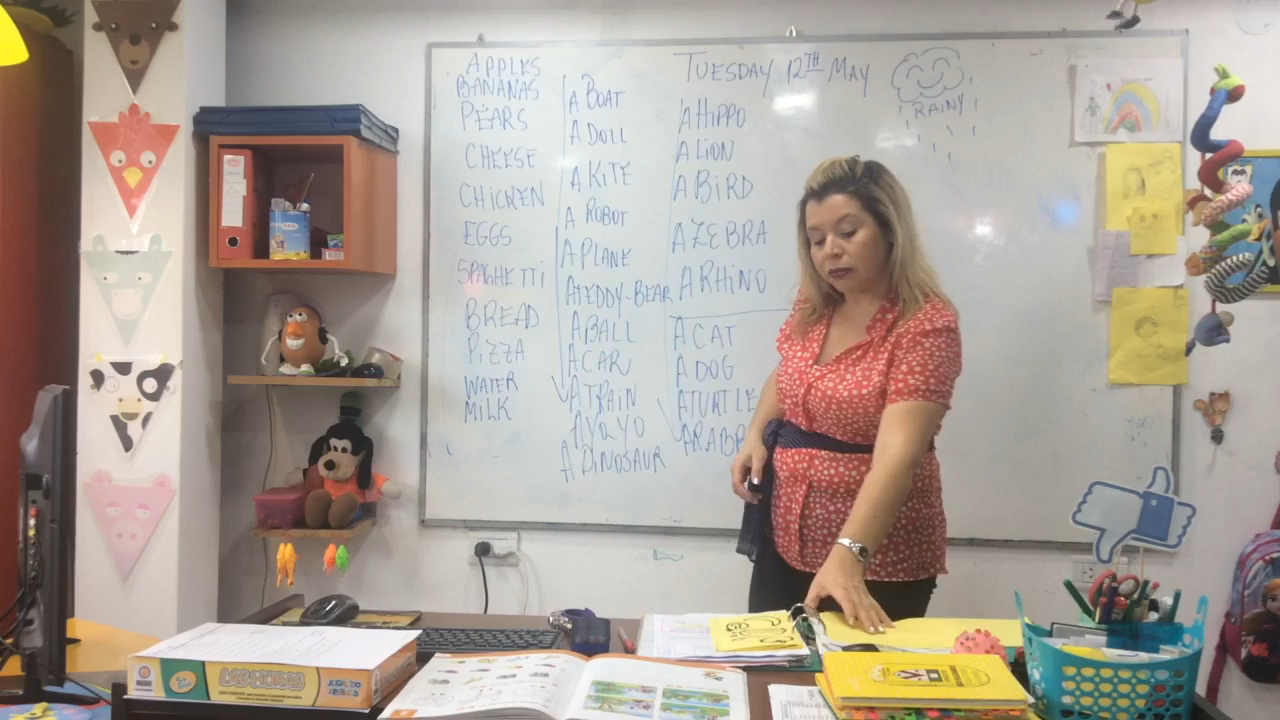 APPLES
BANANAS
PEARS
CHEESE
CHICKEN
EGGS
SPAGHETTI
BREAD
PIZZA
WATER
MILK
A BOAT
A DOLL
A KITE
A ROBOT
A PLANE
A TEDDY-BEAR
A BALL
A CAR
A TRAIN
A YOYO
A DINOSAUR
TUESDAY 12TH MAY
A HIPPO
A LION
A BIRD
A ZEBRA
A RHINO
A CAT
A DOG
A TURTLE
A RABB
RAINY